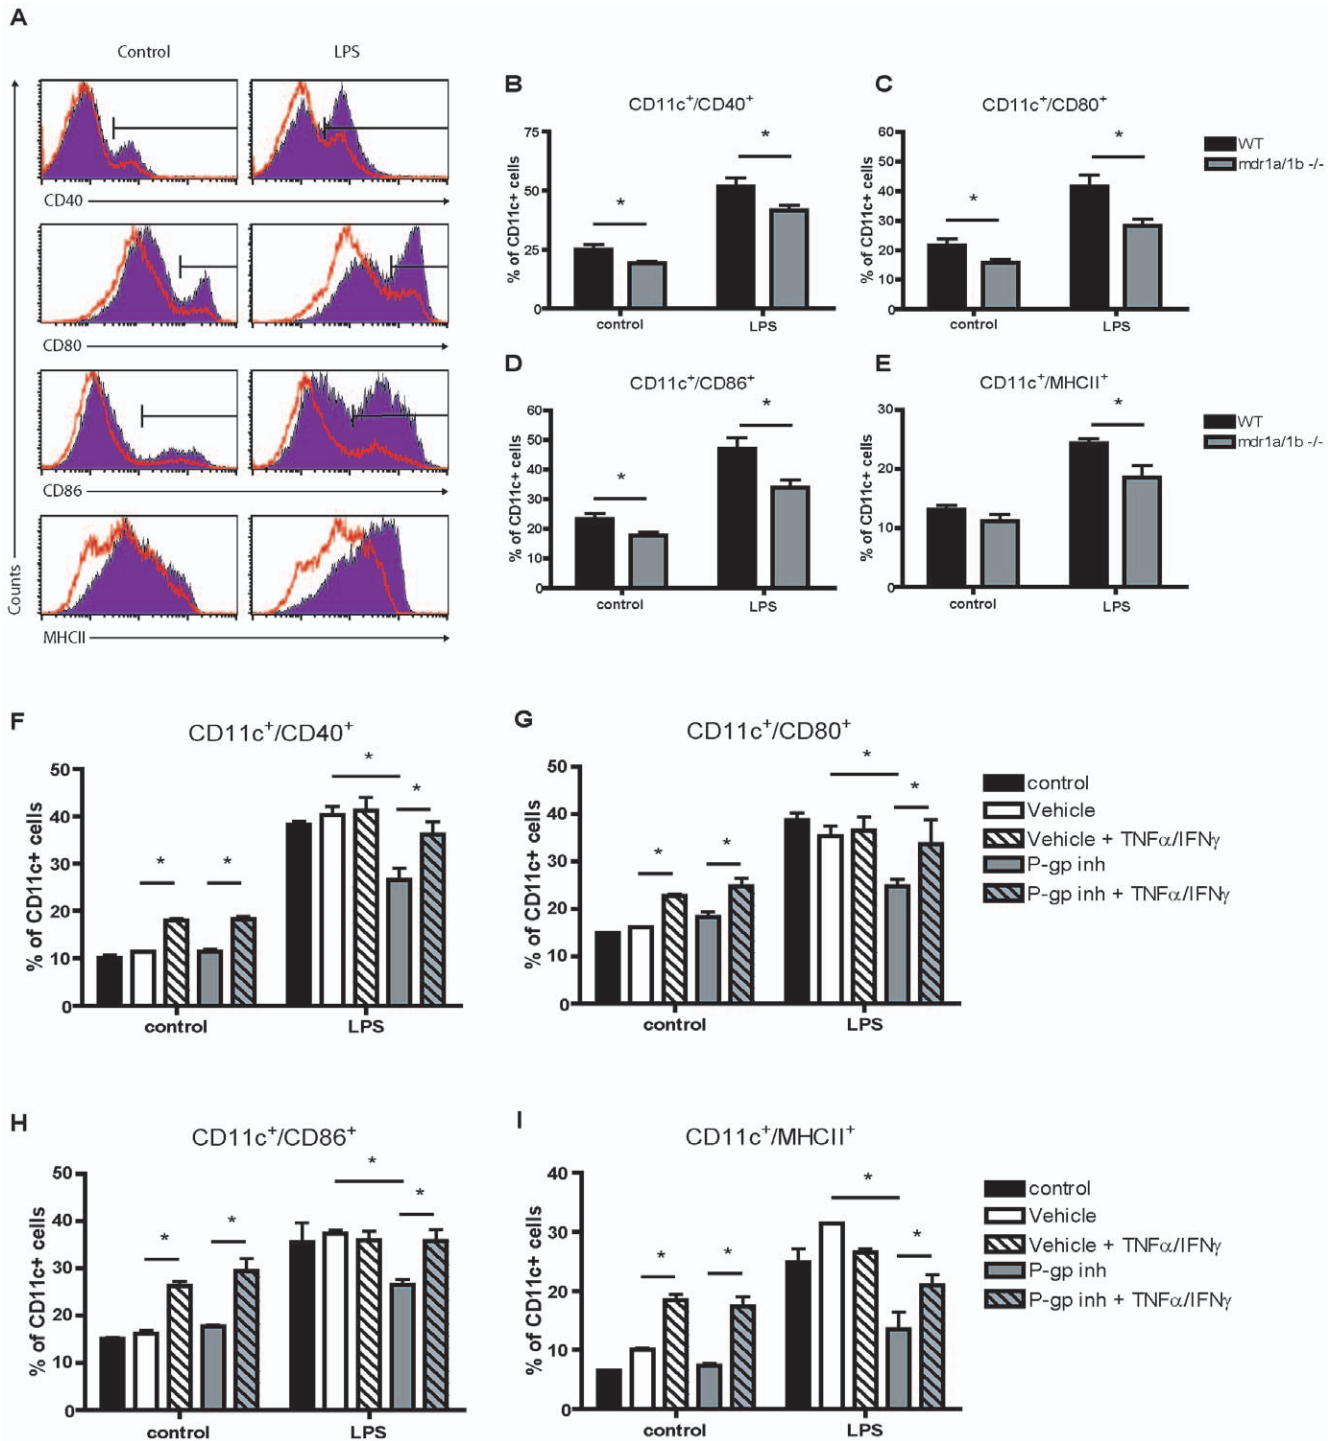 A
Control
LPS
Counts
CD40
CD80
CD86
MHCII
B
CD11c⁺/CD40⁺
% of CD11c+ cells
75
50
25
0
*
*
control
LPS
C
CD11c⁺/CD80⁺
% of CD11c+ cells
60
50
40
30
20
10
0
*
*
control
LPS
WT
mdr1a/1b -/-
D
CD11c⁺/CD86⁺
% of CD11c+ cells
60
50
40
30
20
10
0
*
*
control
LPS
E
CD11c⁺/MHCII⁺
% of CD11c+ cells
30
20
10
0
*
control
LPS
WT
mdr1a/1b -/-
F
CD11c⁺/CD40⁺
% of CD11c+ cells
50
40
30
20
10
0
*
*
*
*
control
LPS
G
CD11c⁺/CD80⁺
% of CD11c+ cells
50
40
30
20
10
0
*
*
*
*
control
LPS
control
Vehicle
Vehicle + TNFα/IFNγ
P-gp inh
P-gp inh + TNFα/IFNγ
H
CD11c⁺/CD86⁺
% of CD11c+ cells
50
40
30
20
10
0
*
*
*
*
control
LPS
I
CD11c⁺/MHCII⁺
% of CD11c+ cells
40
30
20
10
0
*
*
*
*
control
LPS
control
Vehicle
Vehicle + TNFα/IFNγ
P-gp inh
P-gp inh + TNFα/IFNγ